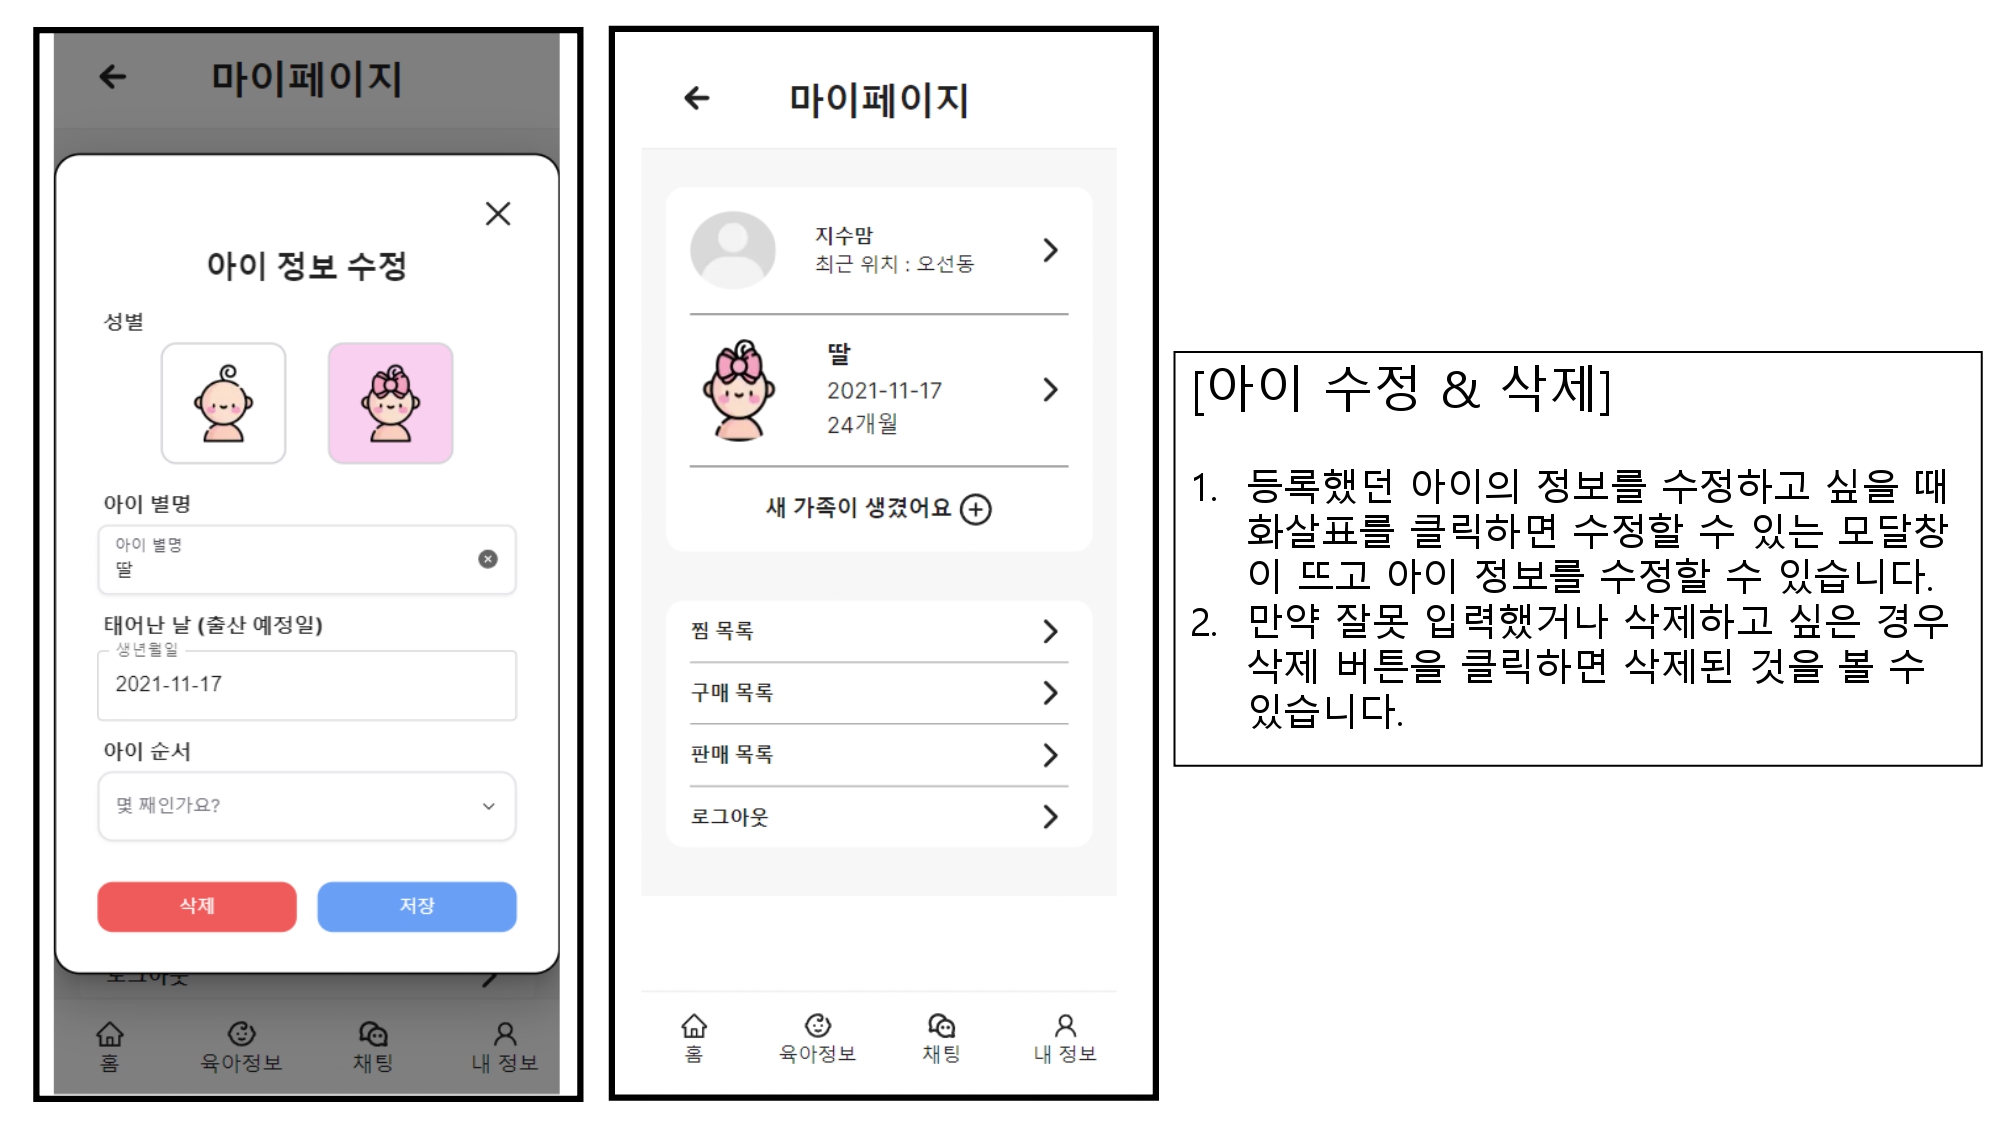 마이페이지
아이 정보 수정
성별
아이 별명
아이 별명
딸
태어난 날 (출산 예정일)
생년월일
2021-11-17
아이 순서
몇 째인가요?
삭제
저장
로그아웃
홈
육아정보
채팅
내 정보
마이페이지
지수맘
최근 위치 : 오선동
딸
2021-11-17
24개월
새 가족이 생겼어요
찜 목록
구매 목록
판매 목록
로그아웃
홈
육아정보
채팅
내 정보
[아이 수정 & 삭제]
1. 등록했던 아이의 정보를 수정하고 싶을 때
화살표를 클릭하면 수정할 수 있는 모달창
이 뜨고 아이 정보를 수정할 수 있습니다.
2. 만약 잘못 입력했거나 삭제하고 싶은 경우
삭제 버튼을 클릭하면 삭제된 것을 볼 수
있습니다.